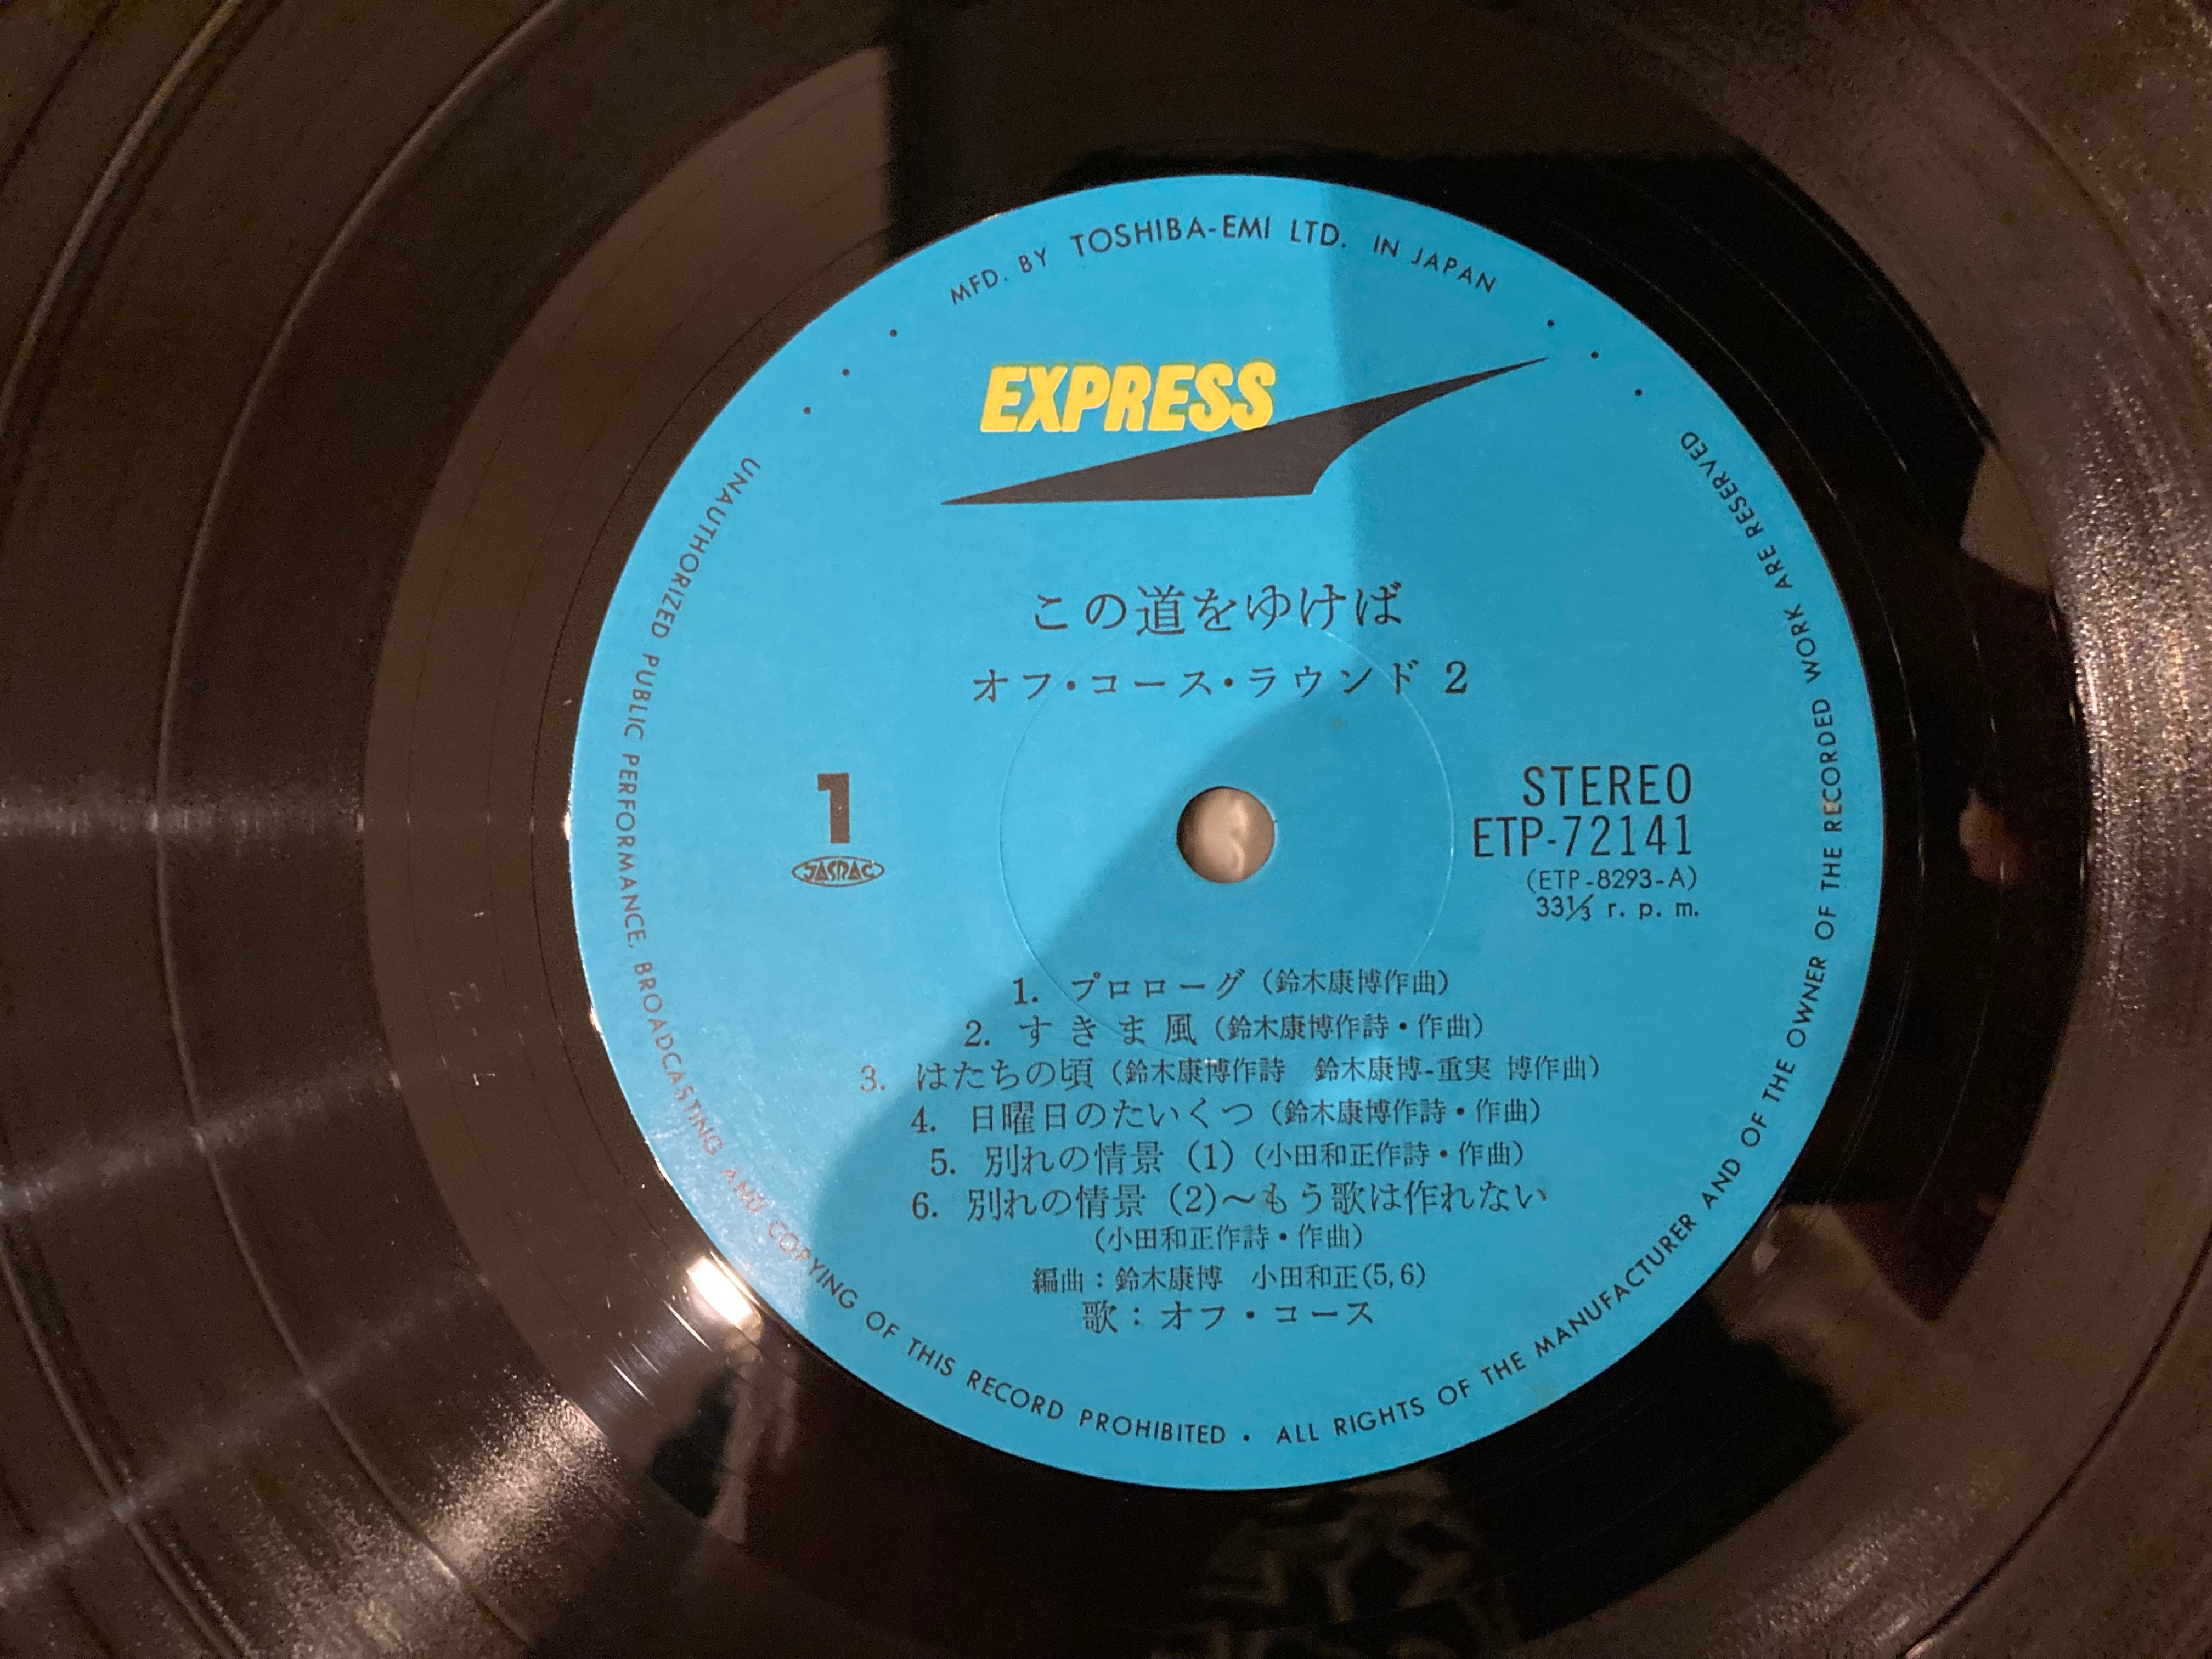 MFD. BY TOSHIBA-EMI LTD. IN JAPAN
EXPRESS
この道をゆけば
オフ・コース・ラウンド 2
1
JASRAC
STEREO
ETP-72141
(ETP-8293-A)
33⅓ r. p. m.
1. プロローグ (鈴木康博作曲)
2. すきま風 (鈴木康博作詩・作曲)
3. はたちの頃 (鈴木康博作詩 鈴木康博-重実 博作曲)
4. 日曜日のたいくつ (鈴木康博作詩・作曲)
5. 別れの情景 (1) (小田和正作詩・作曲)
6. 別れの情景 (2)～もう歌は作れない
(小田和正作詩・作曲)
編曲：鈴木康博 小田和正(5,6)
歌：オフ・コース
UNAUTHORIZED PUBLIC PERFORMANCE, BROADCASTING AND COPYING OF THIS RECORD PROHIBITED • ALL RIGHTS OF THE MANUFACTURER AND OF THE OWNER OF THE RECORDED WORK ARE RESERVED